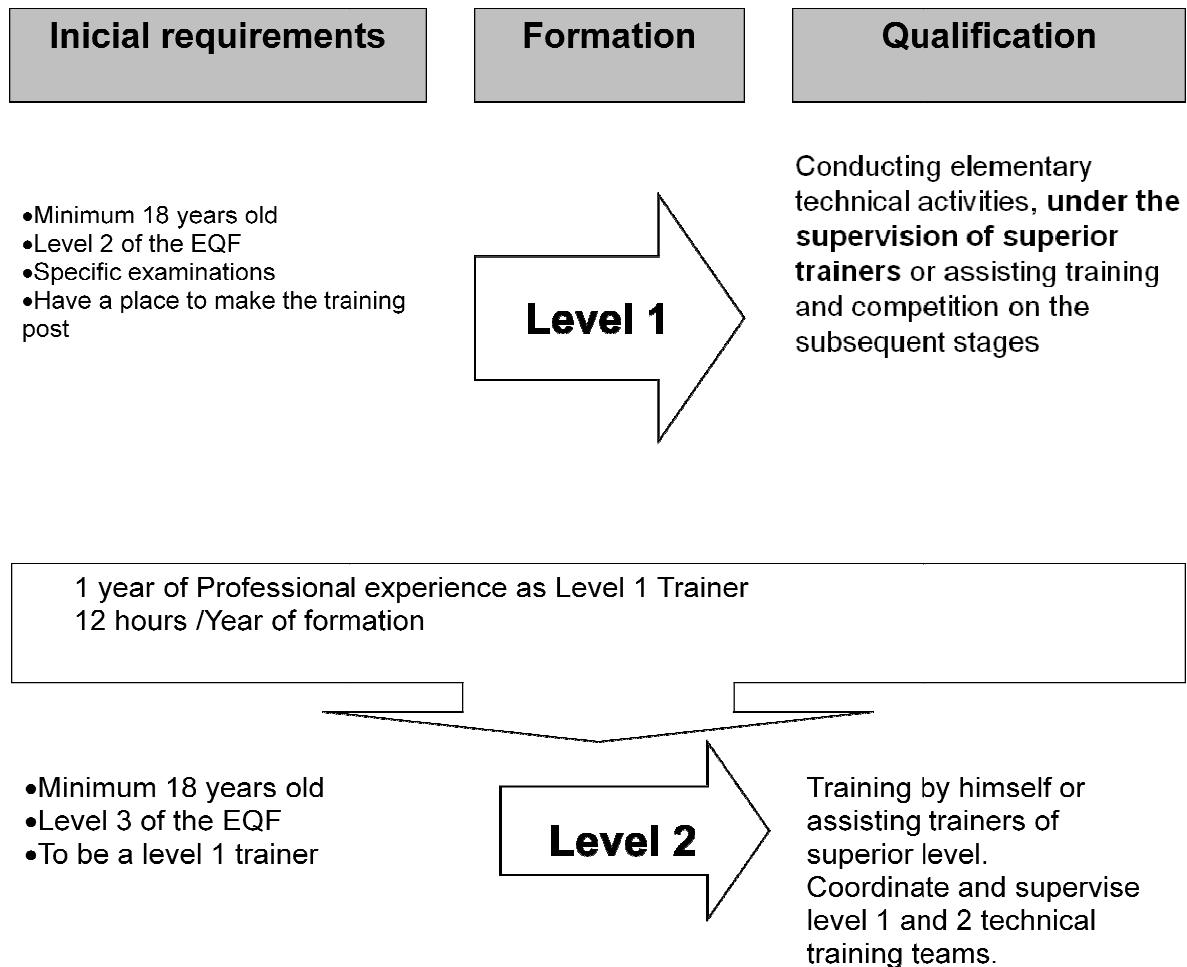 Inicial requirements
Formation
Qualification
•Minimum 18 years old
•Level 2 of the EQF
•Specific examinations
•Have a place to make the training
post
Level 1
Conducting elementary
technical activities, under the
supervision of superior
trainers or assisting training
and competition on the
subsequent stages
1 year of Professional experience as Level 1 Trainer
12 hours /Year of formation
•Minimum 18 years old
•Level 3 of the EQF
•To be a level 1 trainer
Level 2
Training by himself or
assisting trainers of
superior level.
Coordinate and supervise
level 1 and 2 technical
training teams.